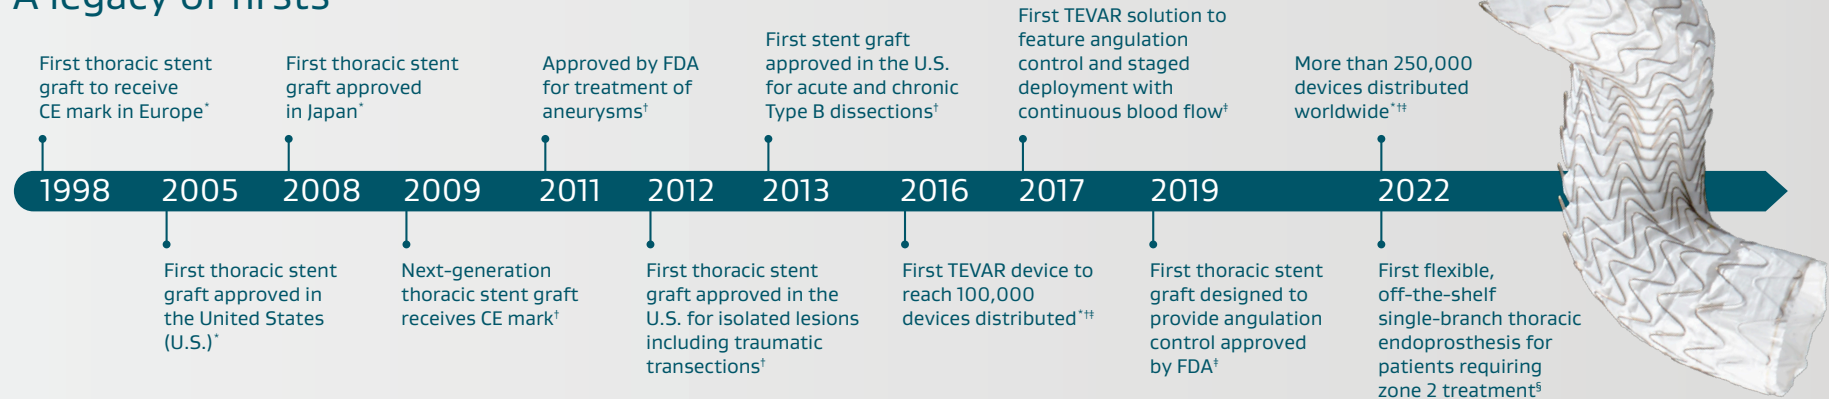 A legacy of firsts
First thoracic stent
graft to receive
CE mark in Europe*
First thoracic stent
graft approved
in Japan*
Approved by FDA
for treatment of
aneurysms†
First stent graft
approved in the U.S.
for acute and chronic
Type B dissections†
First TEVAR solution to
feature angulation
control and staged
deployment with
continuous blood flow‡
More than 250,000
devices distributed
worldwide*†‡
1998 2005 2008 2009 2011 2012 2013 2016 2017 2019 2022
First thoracic stent
graft approved in
the United States
(U.S.)*
Next-generation
thoracic stent graft
receives CE mark†
First thoracic stent
graft approved in the
U.S. for isolated lesions
including traumatic
transections†
First TEVAR device to
reach 100,000
devices distributed*†‡
First thoracic stent
graft designed to
provide angulation
control approved
by FDA‡
First flexible,
off-the-shelf
single-branch thoracic
endoprosthesis for
patients requiring
zone 2 treatment§